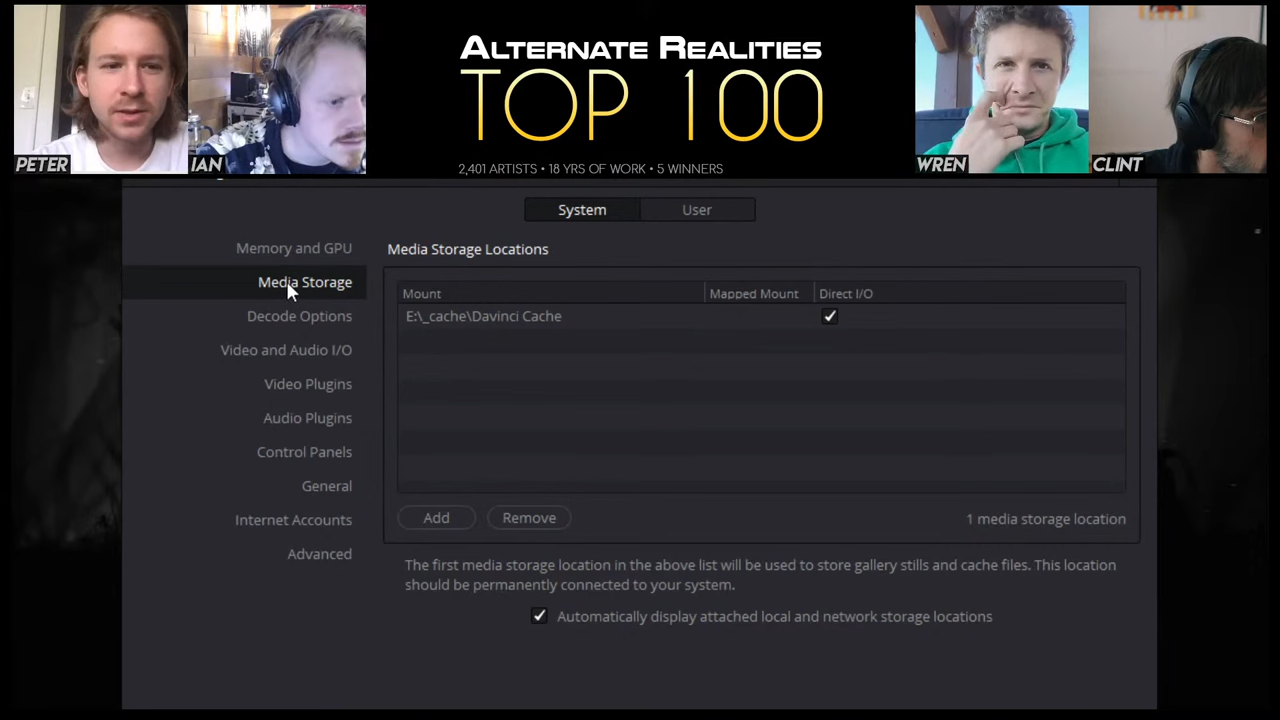 ALTERNATE REALITIES
TOP 100
2,401 ARTISTS • 18 YRS OF WORK • 5 WINNERS
PETER
IAN
WREN
CLINT
System
User
Memory and GPU
Media Storage
Decode Options
Video and Audio I/O
Video Plugins
Audio Plugins
Control Panels
General
Internet Accounts
Advanced
Media Storage Locations
Mount
Mapped Mount
Direct I/O
E:\_cache\Davinci Cache
Add
Remove
1 media storage location
The first media storage location in the above list will be used to store gallery stills and cache files. This location
should be permanently connected to your system.
Automatically display attached local and network storage locations